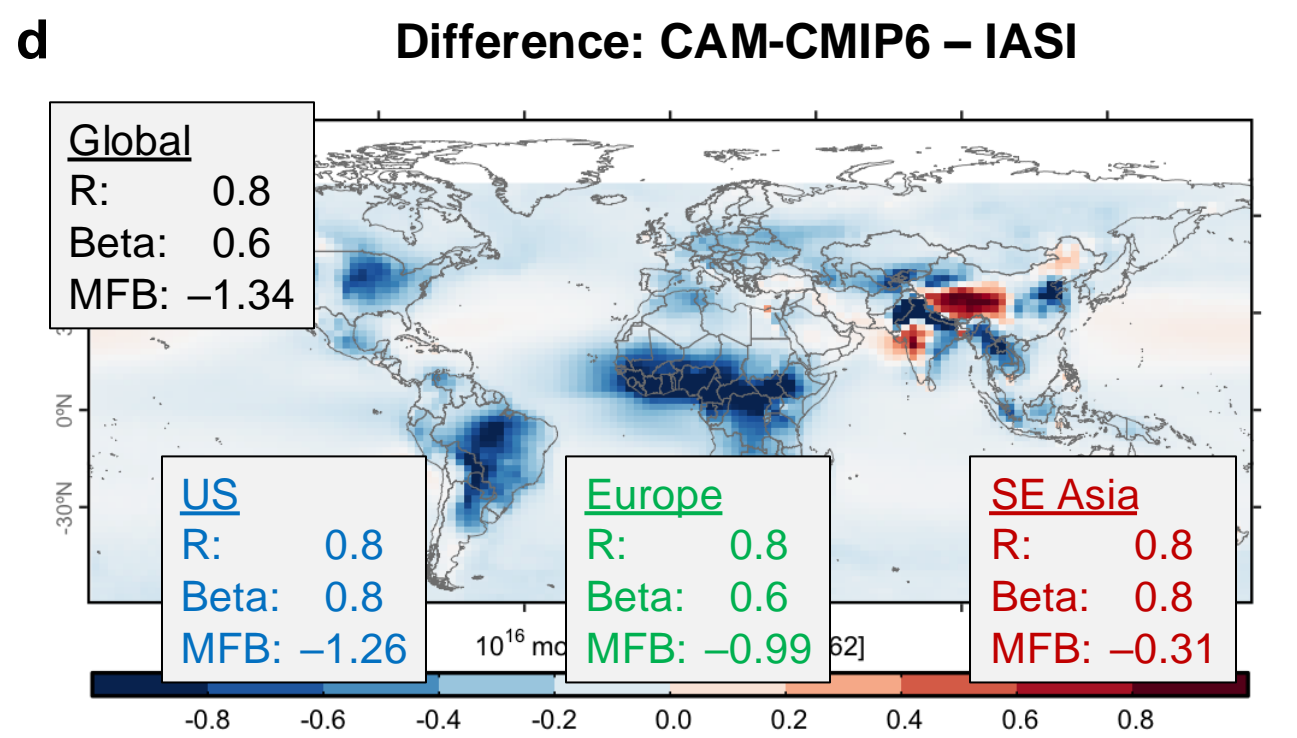 d
Difference: CAM-CMIP6 – IASI
Global
R: 0.8
Beta: 0.6
MFB: –1.34
0ºN
-30ºN
US
R: 0.8
Beta: 0.8
MFB: –1.26
Europe
R: 0.8
Beta: 0.6
MFB: –0.99
SE Asia
R: 0.8
Beta: 0.8
MFB: –0.31
10¹⁶ 62]
-0.8 -0.6 -0.4 -0.2 0.0 0.2 0.4 0.6 0.8